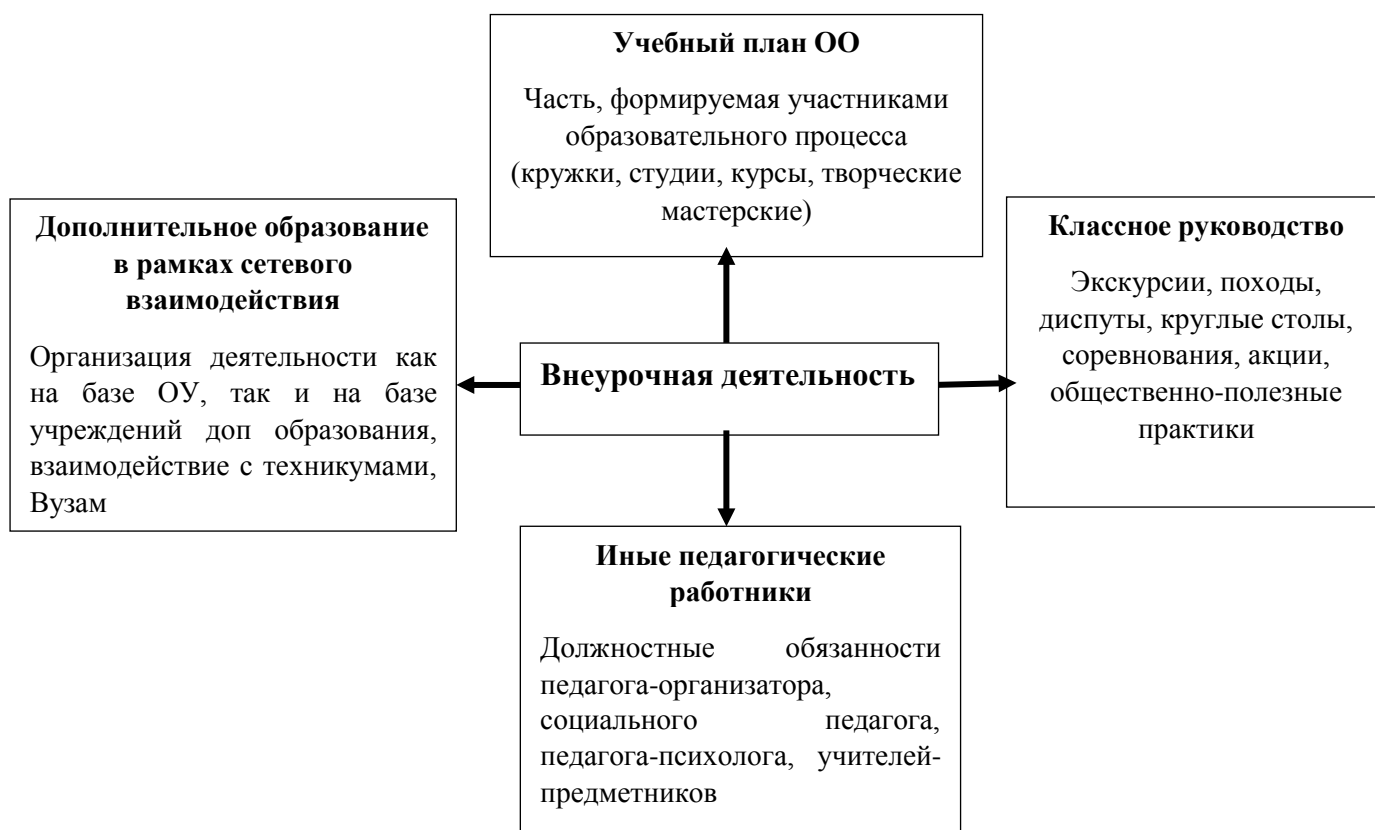 Учебный план ОО
Часть, формируемая участниками
образовательного процесса
(кружки, студии, курсы, творческие
мастерские)
Дополнительное образование
в рамках сетевого
взаимодействия
Организация деятельности как
на базе ОУ, так и на базе
учреждений доп образования,
взаимодействие с техникумами,
Вузам
Внеурочная деятельность
Классное руководство
Экскурсии, походы,
диспуты, круглые столы,
соревнования, акции,
общественно-полезные
практики
Иные педагогические
работники
Должностные обязанности
педагога-организатора,
социального педагога,
педагога-психолога, учителей-
предметников